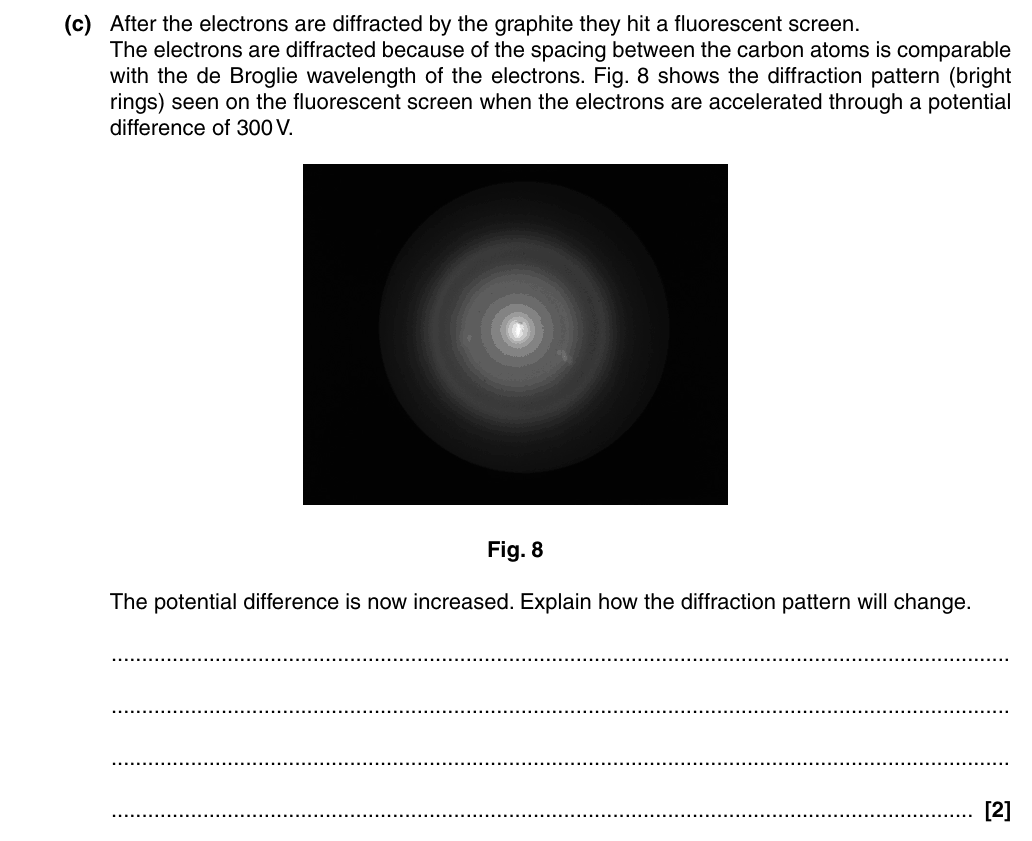 (c) After the electrons are diffracted by the graphite they hit a fluorescent screen.
The electrons are diffracted because of the spacing between the carbon atoms is comparable
with the de Broglie wavelength of the electrons. Fig. 8 shows the diffraction pattern (bright
rings) seen on the fluorescent screen when the electrons are accelerated through a potential
difference of 300 V.
Fig. 8
The potential difference is now increased. Explain how the diffraction pattern will change.
[2]